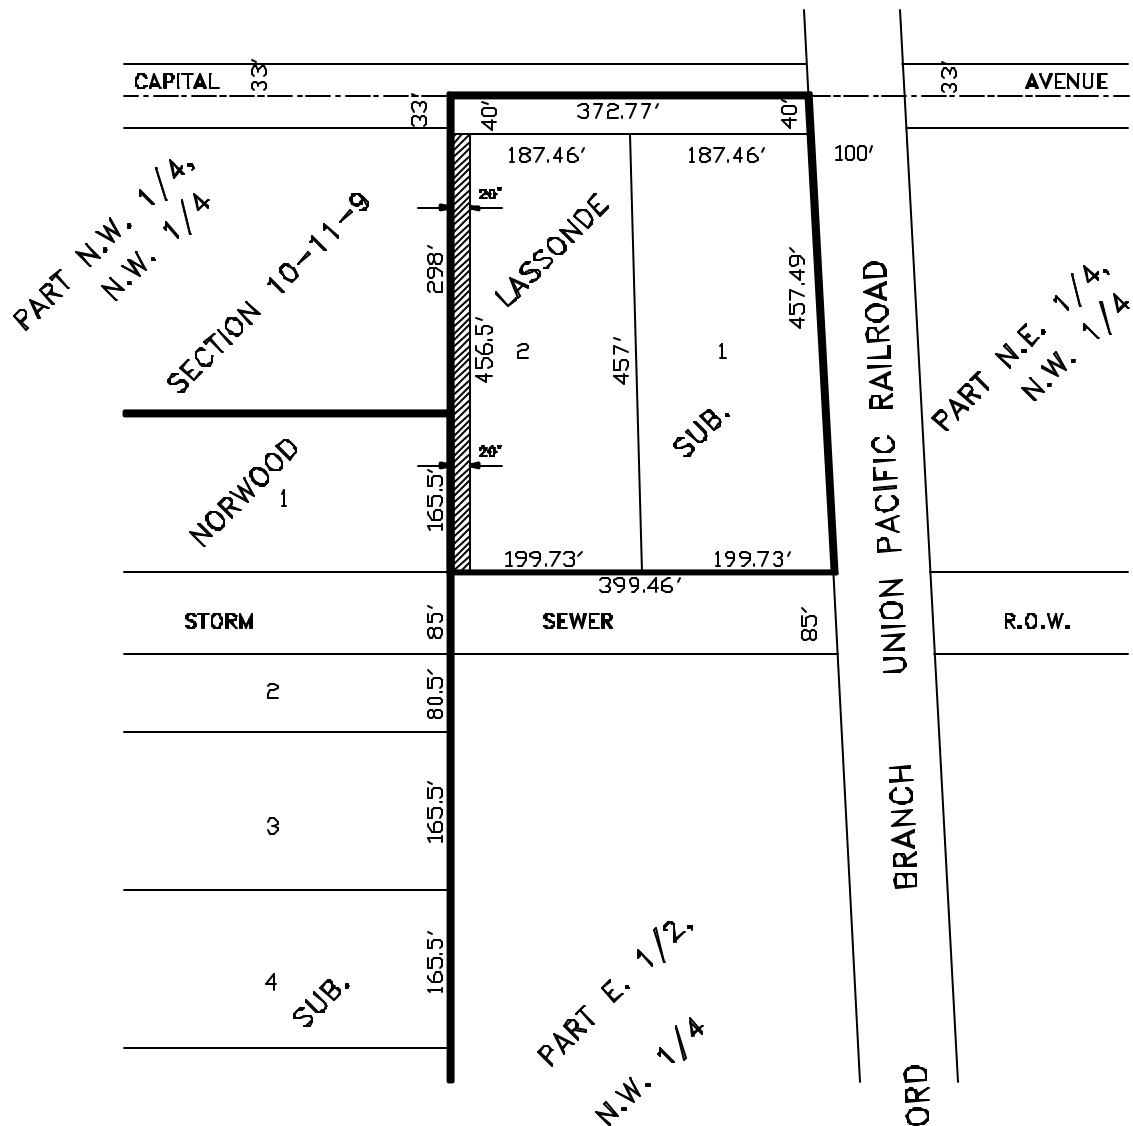 CAPITAL
33'
33'
40'
372.77'
40'
33'
AVENUE
187.46'
187.46'
100'
PART N.W. 1/4,
N.W. 1/4
SECTION 10-11-9
20'
298'
LASSONDE
457.49'
456.5'
2
457'
1
SUB.
UNION PACIFIC RAILROAD
PART N.E. 1/4,
N.W. 1/4
NORWOOD
1
20'
165.5'
199.73'
199.73'
399.46'
STORM
85'
SEWER
85'
R.O.W.
2
80.5'
3
165.5'
BRANCH
4
SUB.
165.5'
PART E. 1/2,
N.W. 1/4
ORD